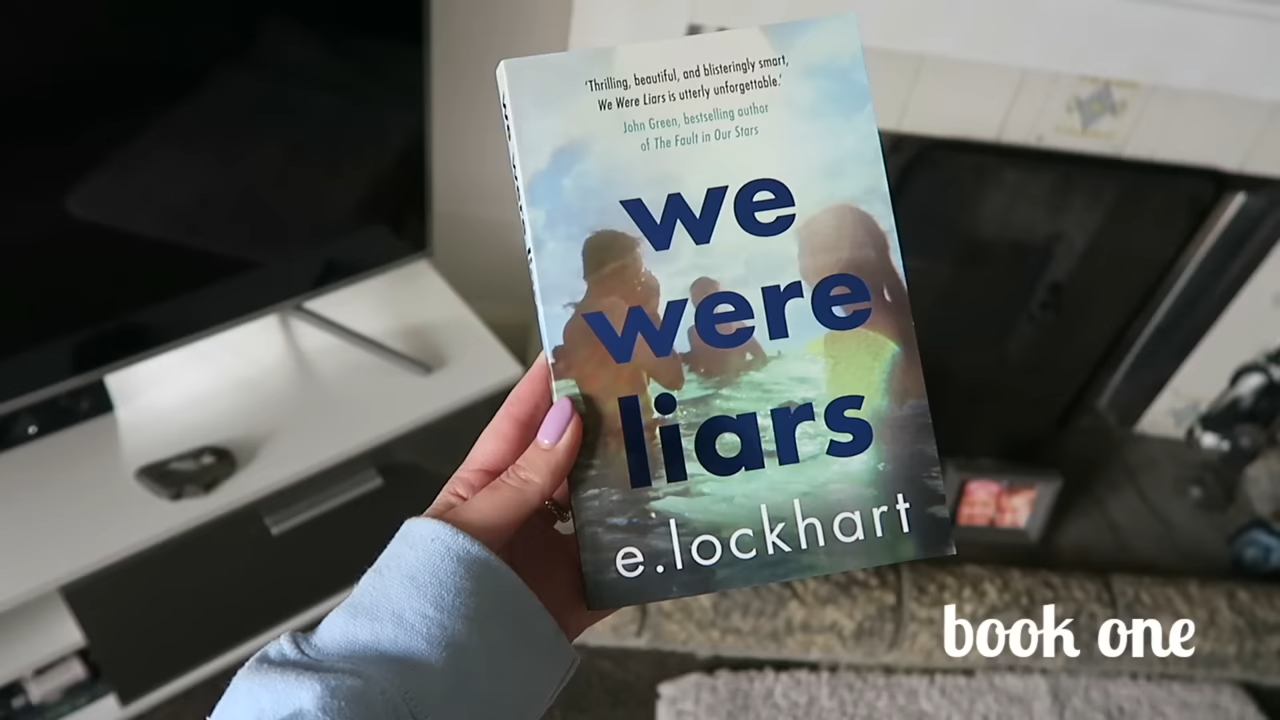 'Thrilling, beautiful, and blisteringly smart,
We Were Liars is utterly unforgettable.'
John Green, bestselling author
of The Fault in Our Stars
we
were
liars
e.lockhart
book one